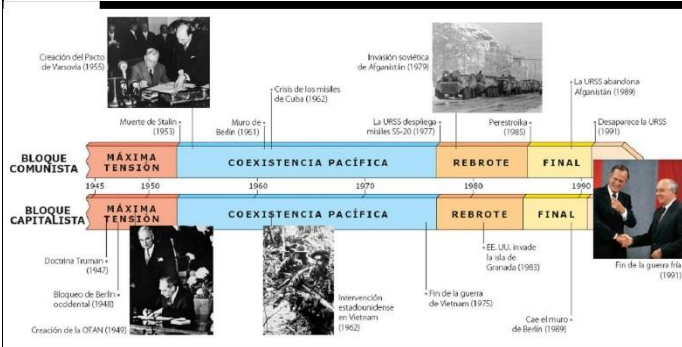 Creación del Pacto
de Varsovia (1955)
Invasión soviética
de Afganistán
(1979)
Crisis de los misiles
de Cuba (1962)
La URSS abandona
Afganistán (1989)
Muerte de Stalin
(1953)
Muro de
Berlín (1961)
La URSS despliega
misiles SS-20 (1977)
Perestroika
(1985)
Desaparece la URSS
(1991)
BLOQUE
COMUNISTA
MÁXIMA
TENSIÓN
COEXISTENCIA PACÍFICA
REBROTE
FINAL
1945
1950
1960
1970
1980
1990
BLOQUE
CAPITALISTA
MÁXIMA
TENSIÓN
COEXISTENCIA PACÍFICA
REBROTE
FINAL
Doctrina Truman
(1947)
Bloqueo de Berlín
occidental (1948)
Creación de la OTAN (1949)
Intervención
estadounidense
en Vietnam
(1962)
Fin de la guerra
de Vietnam (1975)
EE. UU. invade
la isla de
Granada (1983)
Cae el muro
de Berlín (1989)
Fin de la guerra fría
(1991)